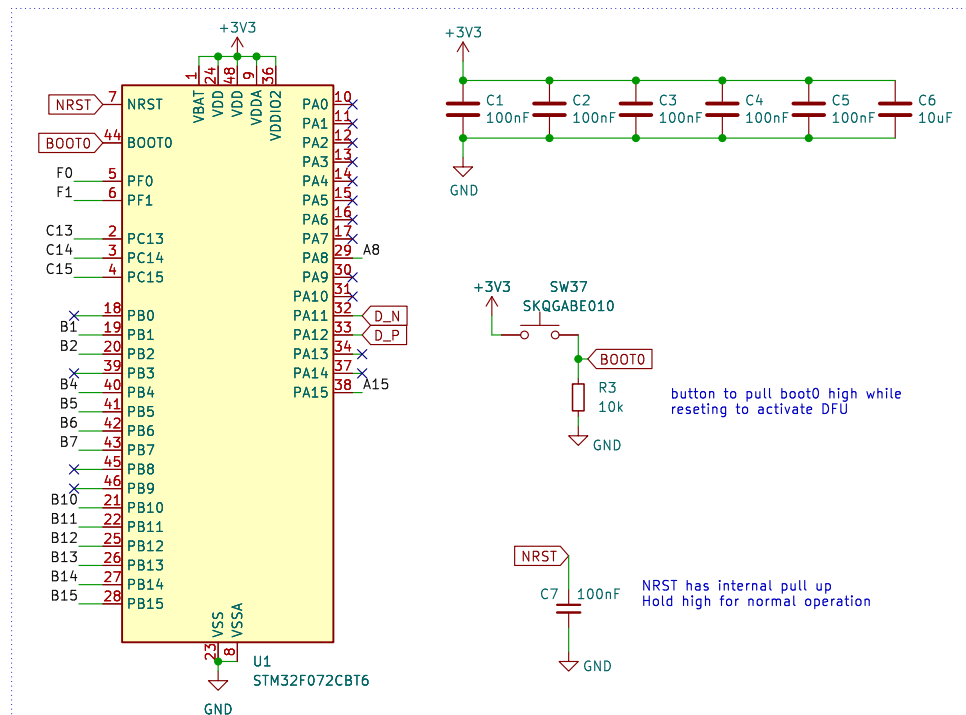 +3V3
1
24
48
9
36
VBAT
VDD
VDD
VDDA
VDDIO2
NRST
7
NRST
BOOT0
44
BOOT0
F0
5
PF0
F1
6
PF1
C13
2
PC13
C14
3
PC14
C15
4
PC15
18
PB0
B1
19
PB1
B2
20
PB2
39
PB3
B4
40
PB4
B5
41
PB5
B6
42
PB6
B7
43
PB7
45
PB8
46
PB9
B10
21
PB10
B11
22
PB11
B12
25
PB12
B13
26
PB13
B14
27
PB14
B15
28
PB15
PA0
10
PA1
11
PA2
12
PA3
13
PA4
14
PA5
15
PA6
16
PA7
17
PA8
29
A8
PA9
30
PA10
31
PA11
32
D_N
PA12
33
D_P
PA13
34
PA14
37
PA15
38
A15
VSS
VSSA
23
8
U1
STM32F072CBT6
GND
+3V3
C1
100nF
C2
100nF
C3
100nF
C4
100nF
C5
100nF
C6
10uF
GND
+3V3
SW37
SKQGABE010
BOOT0
R3
10k
GND
button to pull boot0 high while
reseting to activate DFU
NRST
C7
100nF
GND
NRST has internal pull up
Hold high for normal operation